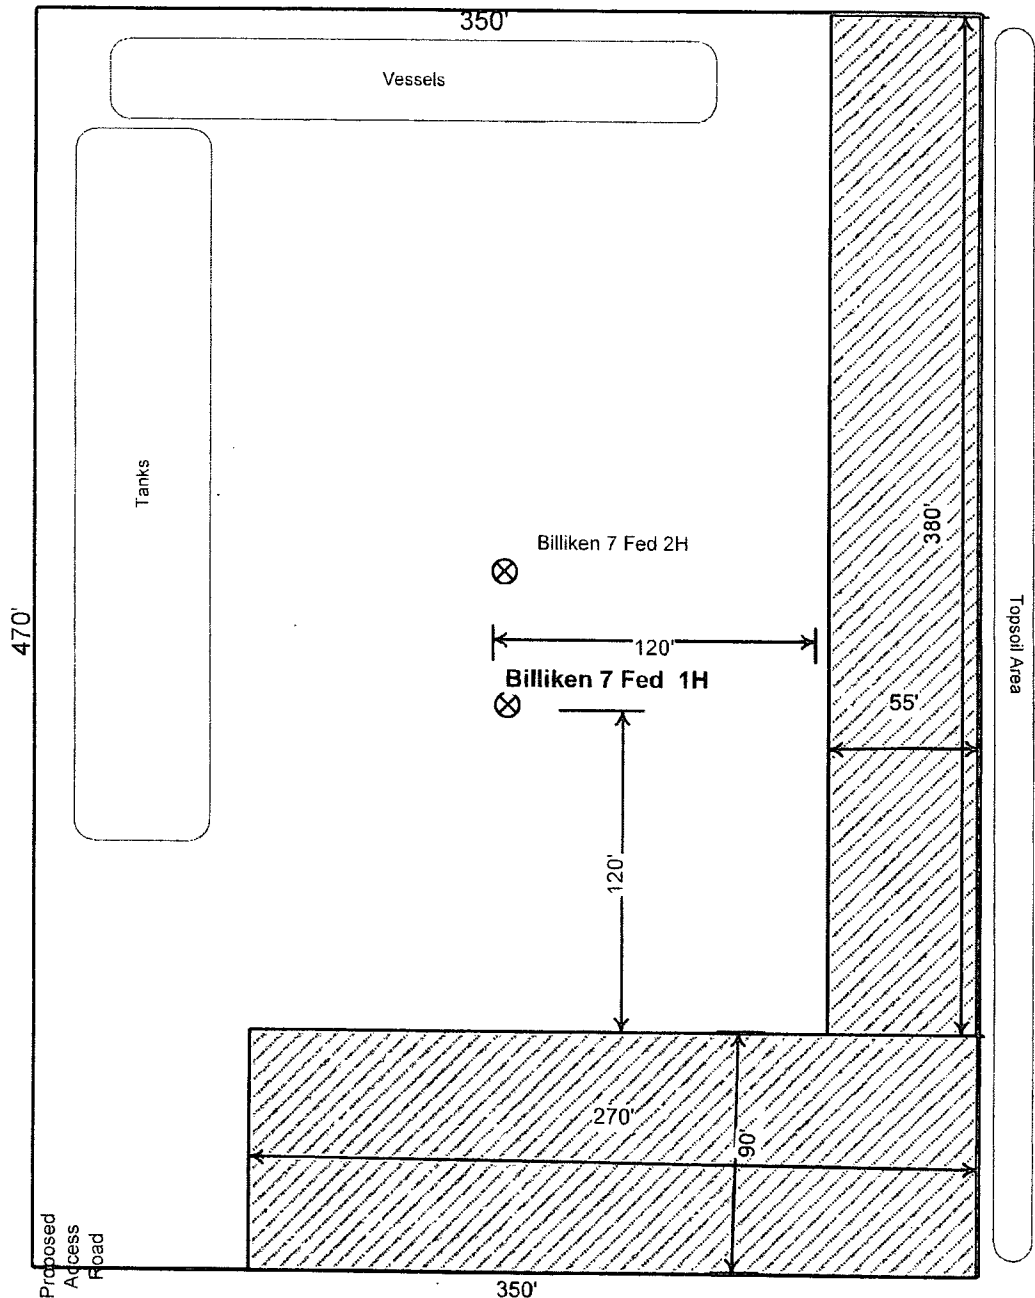 350'
Vessels
Tanks
380'
Billiken 7 Fed 2H
470'
120'
Topsoil Area
Billiken 7 Fed 1H
55'
120'
270'
90'
Proposed
Access
Road
350'